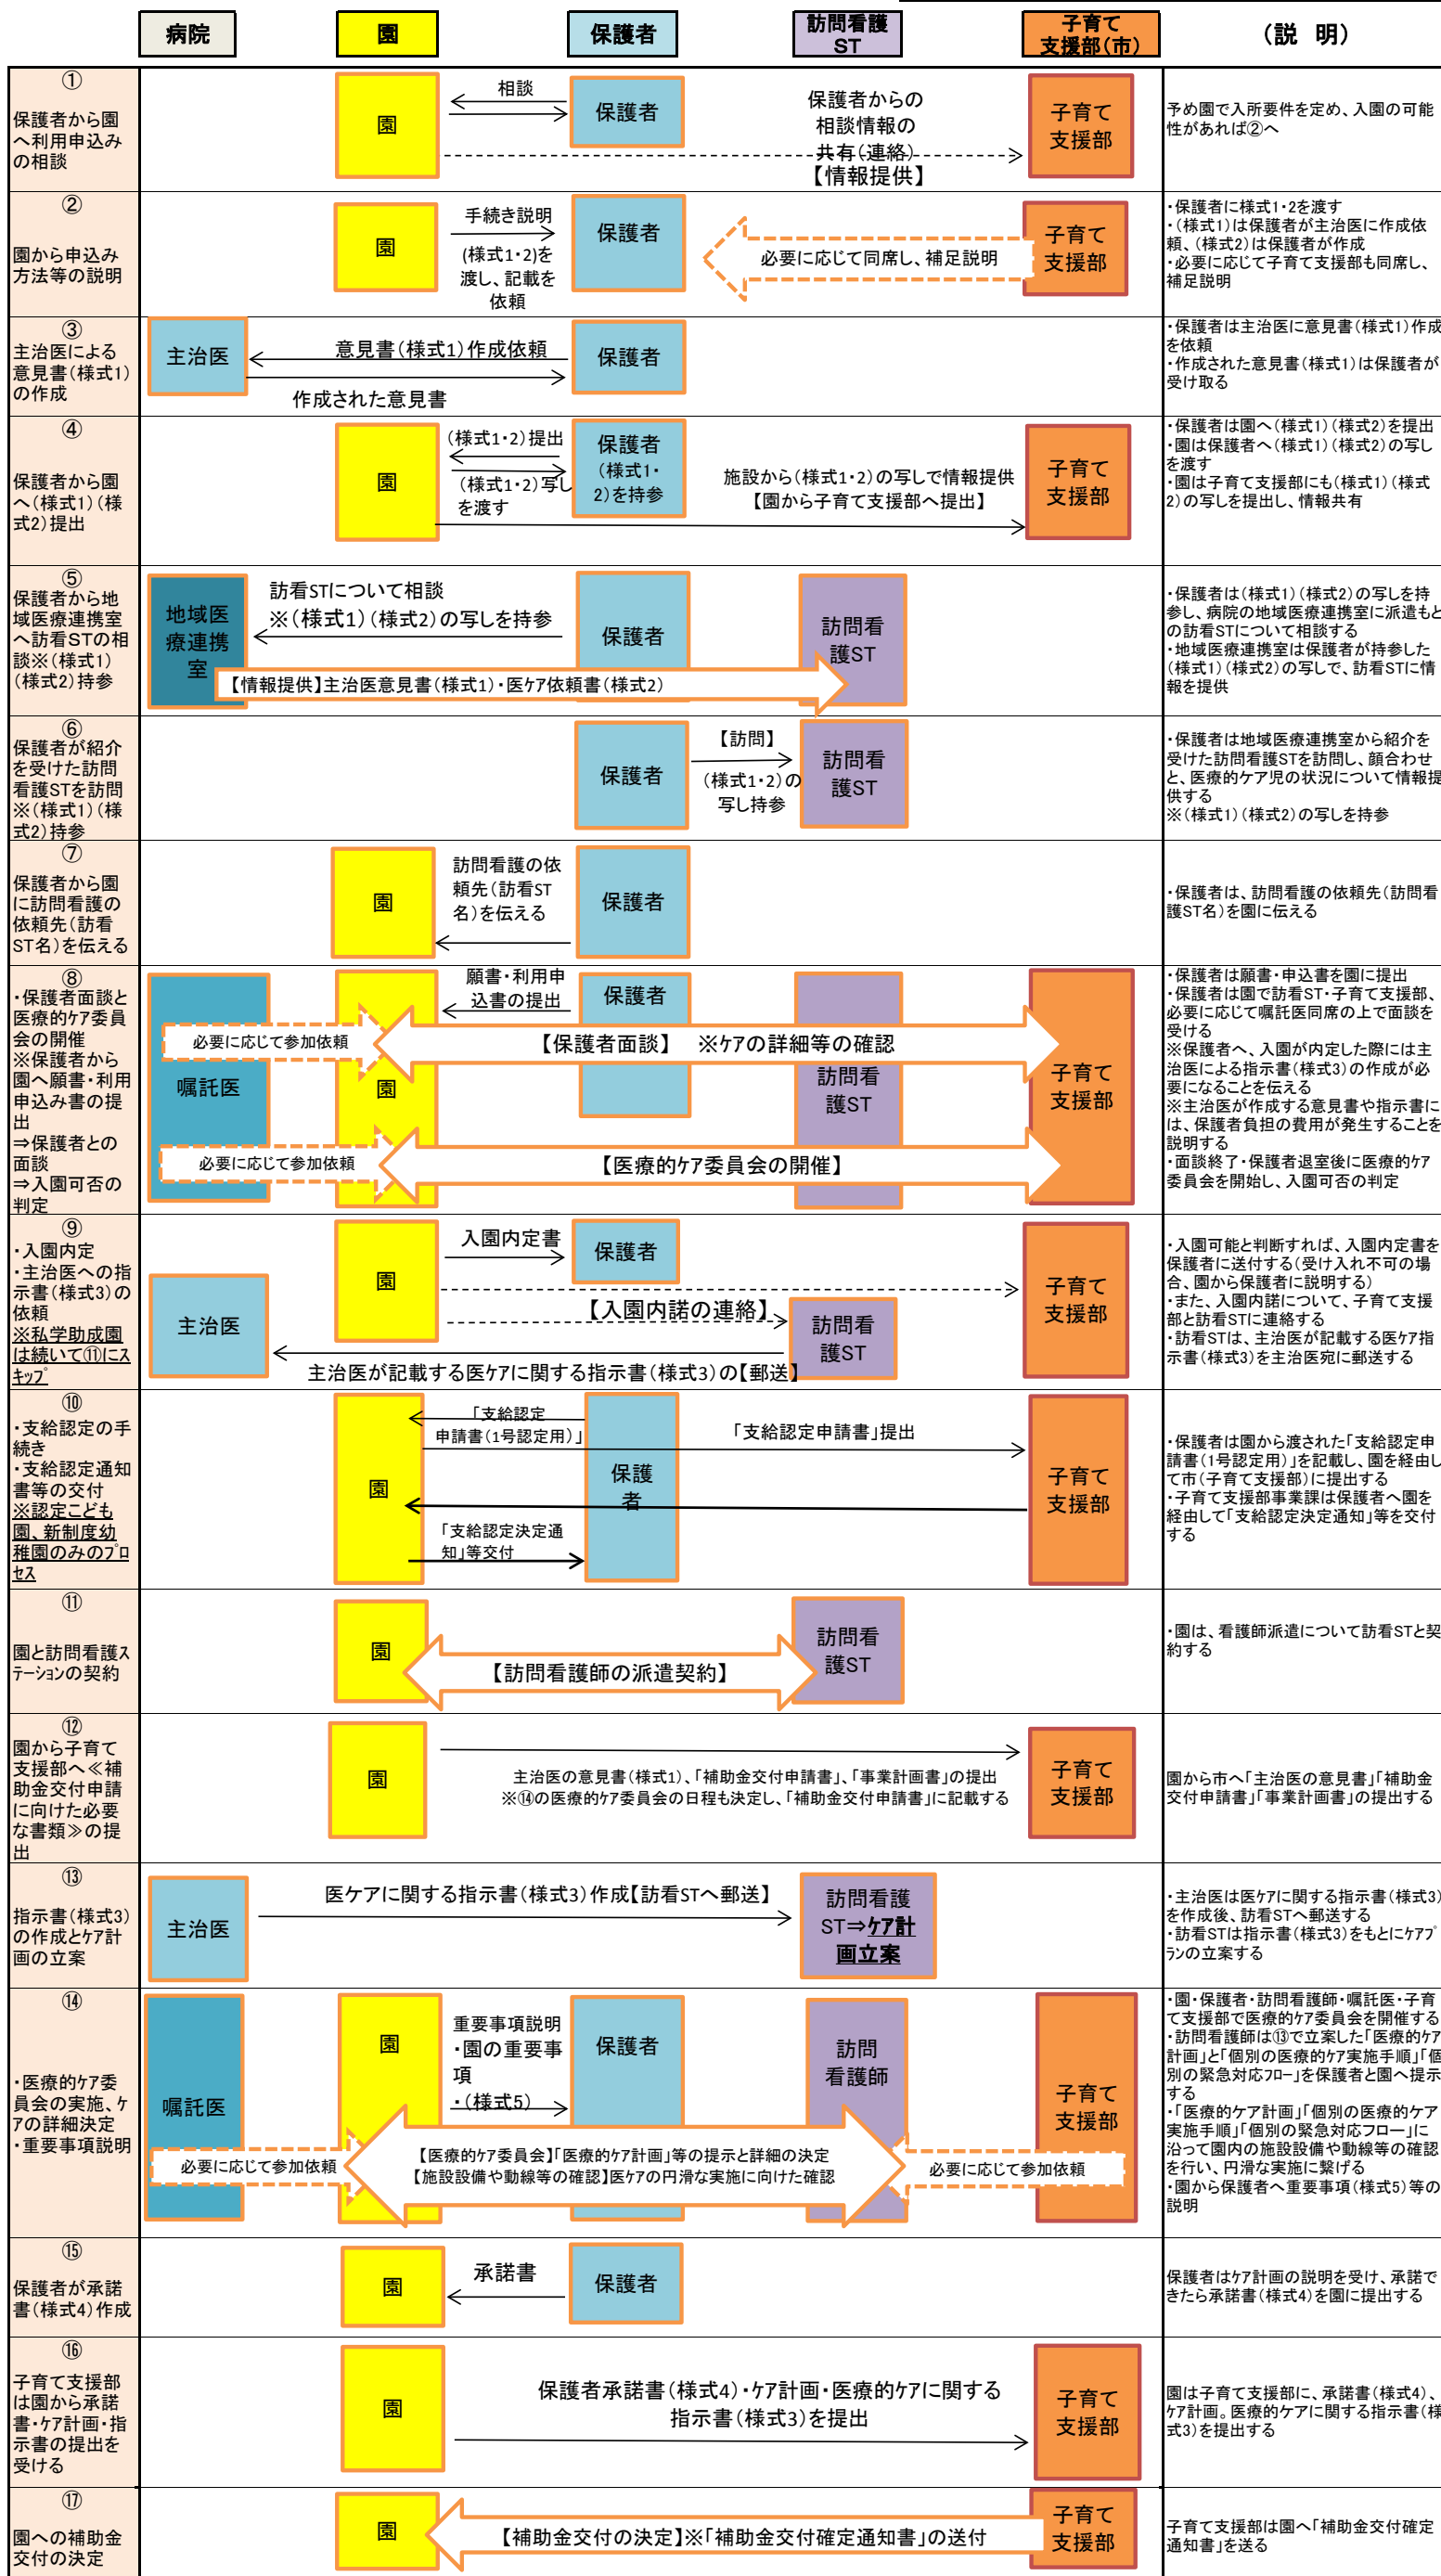 病院
園
保護者
訪問看護
ST
子育て
支援部(市)
(説 明)
①
保護者から園
へ利用申込み
の相談
園
相談
保護者
保護者からの
相談情報の
共有(連絡)
【情報提供】
子育て
支援部
予め園で入所要件を定め、入園の可能
性があれば②へ
②
園から申込み
方法等の説明
園
手続き説明
(様式1・2)を
渡し、記載を
依頼
保護者
必要に応じて同席し、補足説明
子育て
支援部
・保護者に様式1・2を渡す
・(様式1)は保護者が主治医に作成依
頼、(様式2)は保護者が作成
・必要に応じて子育て支援部も同席し、
補足説明
③
主治医による
意見書(様式1)
の作成
主治医
意見書(様式1)作成依頼
作成された意見書
保護者
・保護者は主治医に意見書(様式1)作成
を依頼
・作成された意見書(様式1)は保護者が
受け取る
④
保護者から園
へ(様式1)(様
式2)提出
園
(様式1・2)提出
(様式1・2)写し
を渡す
保護者
(様式1・
2)を持参
施設から(様式1・2)の写しで情報提供
【園から子育て支援部へ提出】
子育て
支援部
・保護者は園へ(様式1)(様式2)を提出
・園は保護者へ(様式1)(様式2)の写し
を渡す
・園は子育て支援部にも(様式1)(様式
2)の写しを提出し、情報共有
⑤
保護者から地
域医療連携室
へ訪看STの相
談※(様式1)
(様式2)持参
地域医
療連携
室
訪看STについて相談
※(様式1)(様式2)の写しを持参
保護者
訪問看
護ST
【情報提供】主治医意見書(様式1)・医ケア依頼書(様式2)
・保護者は(様式1)(様式2)の写しを持
参し、病院の地域医療連携室に派遣もと
の訪看STについて相談する
・地域医療連携室は保護者が持参した
(様式1)(様式2)の写しで、訪看STに情
報を提供
⑥
保護者が紹介
を受けた訪問
看護STを訪問
※(様式1)(様
式2)持参
保護者
【訪問】
(様式1・2)の
写し持参
訪問看
護ST
・保護者は地域医療連携室から紹介を
受けた訪問看護STを訪問し、顔合わせ
と、医療的ケア児の状況について情報提
供する
※(様式1)(様式2)の写しを持参
⑦
保護者から園
に訪問看護の
依頼先(訪看
ST名)を伝える
園
訪問看護の依
頼先(訪看ST
名)を伝える
保護者
・保護者は、訪問看護の依頼先(訪問看
護ST名)を園に伝える
⑧
・保護者面談と
医療的ケア委員
会の開催
※保護者から
園へ願書・利用
申込み書の提
出
⇒保護者との
面談
⇒入園可否の
判定
嘱託医
園
願書・利用申
込書の提出
保護者
必要に応じて参加依頼
【保護者面談】 ※ケアの詳細等の確認
訪問看
護ST
子育て
支援部
必要に応じて参加依頼
【医療的ケア委員会の開催】
・保護者は願書・申込書を園に提出
・保護者は園で訪看ST・子育て支援部、
必要に応じて嘱託医同席の上で面談を
受ける
※保護者へ、入園が内定した際には主
治医による指示書(様式3)の作成が必
要になることを伝える
※主治医が作成する意見書や指示書に
は、保護者負担の費用が発生することを
説明する
・面談終了・保護者退室後に医療的ケア
委員会を開始し、入園可否の判定
⑨
・入園内定
・主治医への指
示書(様式3)の
依頼
※私学助成園
は続いて⑪にス
キップ
主治医
園
入園内定書
保護者
【入園内諾の連絡】
訪問看
護ST
子育て
支援部
主治医が記載する医ケアに関する指示書(様式3)の【郵送】
・入園可能と判断すれば、入園内定書を
保護者に送付する(受け入れ不可の場
合、園から保護者に説明する)
・また、入園内諾について、子育て支援
部と訪看STに連絡する
・訪看STは、主治医が記載する医ケア指
示書(様式3)を主治医宛に郵送する
⑩
・支給認定の手
続き
・支給認定通知
書等の交付
※認定こども
園、新制度幼
稚園のみのプロ
セス
園
「支給認定
申請書(1号認定用)」
保護
者
「支給認定申請書」提出
「支給認定決定通
知」等交付
子育て
支援部
・保護者は園から渡された「支給認定申
請書(1号認定用)」を記載し、園を経由し
て市(子育て支援部)に提出する
・子育て支援部事業課は保護者へ園を
経由して「支給認定決定通知」等を交付
する
⑪
園と訪問看護ス
テーションの契約
園
【訪問看護師の派遣契約】
訪問看
護ST
・園は、看護師派遣について訪看STと契
約する
⑫
園から子育て
支援部へ≪補
助金交付申請
に向けた必要
な書類≫の提
出
園
主治医の意見書(様式1)、「補助金交付申請書」、「事業計画書」の提出
※⑭の医療的ケア委員会の日程も決定し、「補助金交付申請書」に記載する
子育て
支援部
園から市へ「主治医の意見書」「補助金
交付申請書」「事業計画書」の提出する
⑬
指示書(様式3)
の作成とケア計
画の立案
主治医
医ケアに関する指示書(様式3)作成【訪看STへ郵送】
訪問看護
ST⇒ケア計
画立案
・主治医は医ケアに関する指示書(様式3)
を作成後、訪看STへ郵送する
・訪看STは指示書(様式3)をもとにケアプ
ランの立案する
⑭
・医療的ケア委
員会の実施、ケ
アの詳細決定
・重要事項説明
嘱託医
園
重要事項説明
・園の重要事
項
・(様式5)
保護者
訪問
看護師
子育て
支援部
必要に応じて参加依頼
【医療的ケア委員会】「医療的ケア計画」等の提示と詳細の決定
【施設設備や動線等の確認】医ケアの円滑な実施に向けた確認
必要に応じて参加依頼
・園・保護者・訪問看護師・嘱託医・子育
て支援部で医療的ケア委員会を開催する
・訪問看護師は⑬で立案した「医療的ケア
計画」と「個別の医療的ケア実施手順」「個
別の緊急対応フロー」を保護者と園へ提示
する
・「医療的ケア計画」「個別の医療的ケア
実施手順」「個別の緊急対応フロー」に
沿って園内の施設設備や動線等の確認
を行い、円滑な実施に繋げる
・園から保護者へ重要事項(様式5)等の
説明
⑮
保護者が承諾
書(様式4)作成
園
承諾書
保護者
保護者はケア計画の説明を受け、承諾で
きたら承諾書(様式4)を園に提出する
⑯
子育て支援部
は園から承諾
書・ケア計画・指
示書の提出を
受ける
園
保護者承諾書(様式4)・ケア計画・医療的ケアに関する
指示書(様式3)を提出
子育て
支援部
園は子育て支援部に、承諾書(様式4)、
ケア計画。医療的ケアに関する指示書(様
式3)を提出する
⑰
園への補助金
交付の決定
園
【補助金交付の決定】※「補助金交付確定通知書」の送付
子育て
支援部
子育て支援部は園へ「補助金交付確定
通知書」を送る